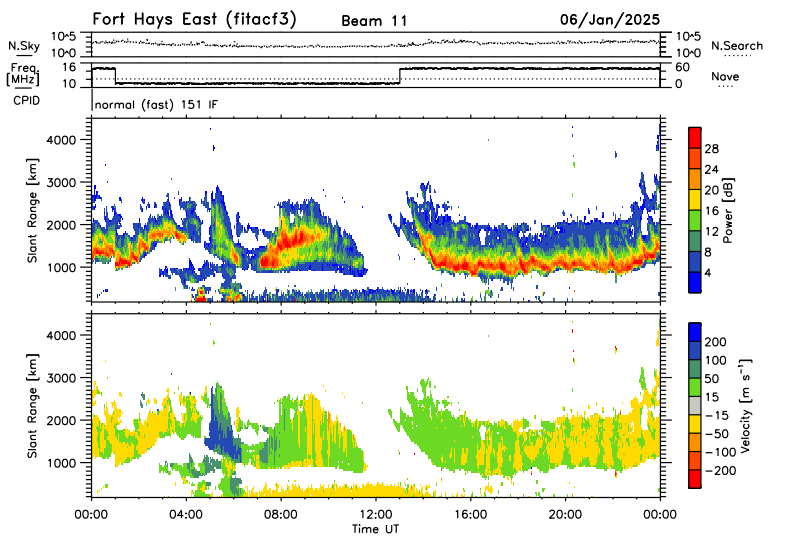 Fort Hays East (fitacf3) Beam 11 06/Jan/2025
N.Sky 10^5 10^0 10^5 10^0 N.Search
Freq. [MHz] 16 10 60 0 Nave
CPID normal (fast) 151 IF
Slant Range [km] 4000 3000 2000 1000
Power [dB] 28 24 20 16 12 8 4
Slant Range [km] 4000 3000 2000 1000
Velocity [m s⁻¹] 200 100 50 15 −15 −50 −100 −200
00:00 04:00 08:00 12:00 16:00 20:00 00:00
Time UT